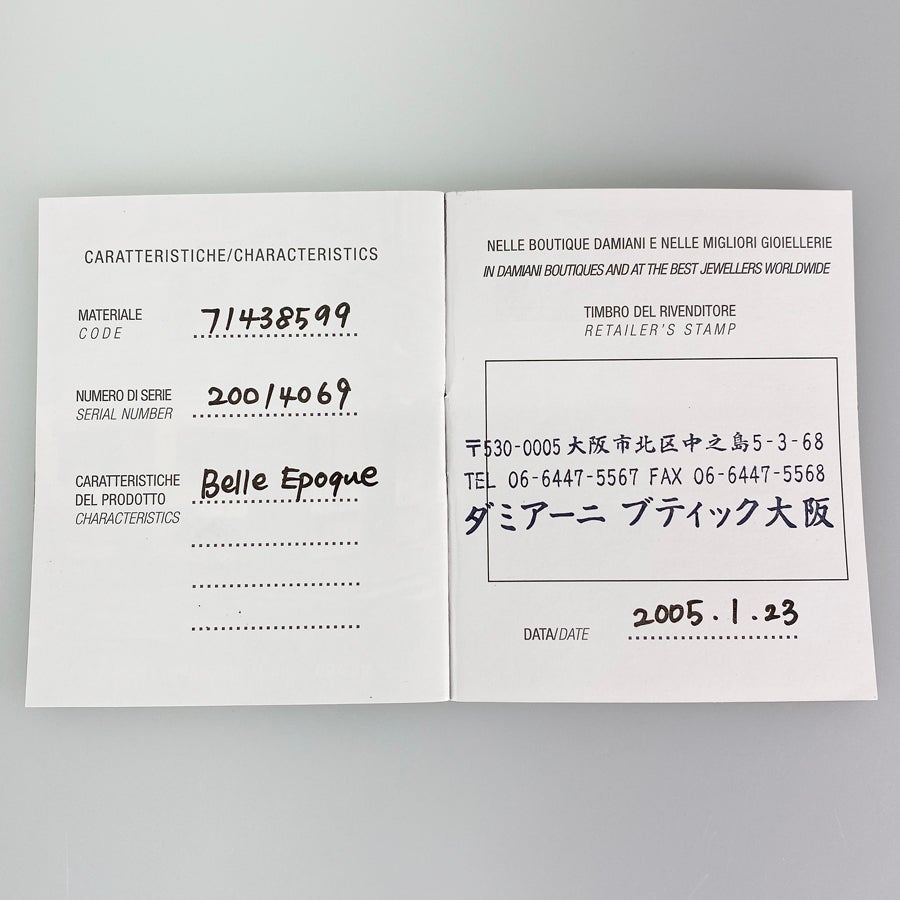 CARATTERISTICHE/CHARACTERISTICS
MATERIALE
CODE
71438599
NUMERO DI SERIE
SERIAL NUMBER
20014069
CARATTERISTICHE
DEL PRODOTTO
CHARACTERISTICS
Belle Epoque
NELLE BOUTIQUE DAMIANI E NELLE MIGLIORI GIOIELLERIE
IN DAMIANI BOUTIQUES AND AT THE BEST JEWELLERS WORLDWIDE
TIMBRO DEL RIVENDITORE
RETAILER'S STAMP
〒530-0005 大阪市北区中之島5-3-68
TEL 06-6447-5567 FAX 06-6447-5568
ダミアーニ ブティック大阪
DATA/DATE 2005.1.23